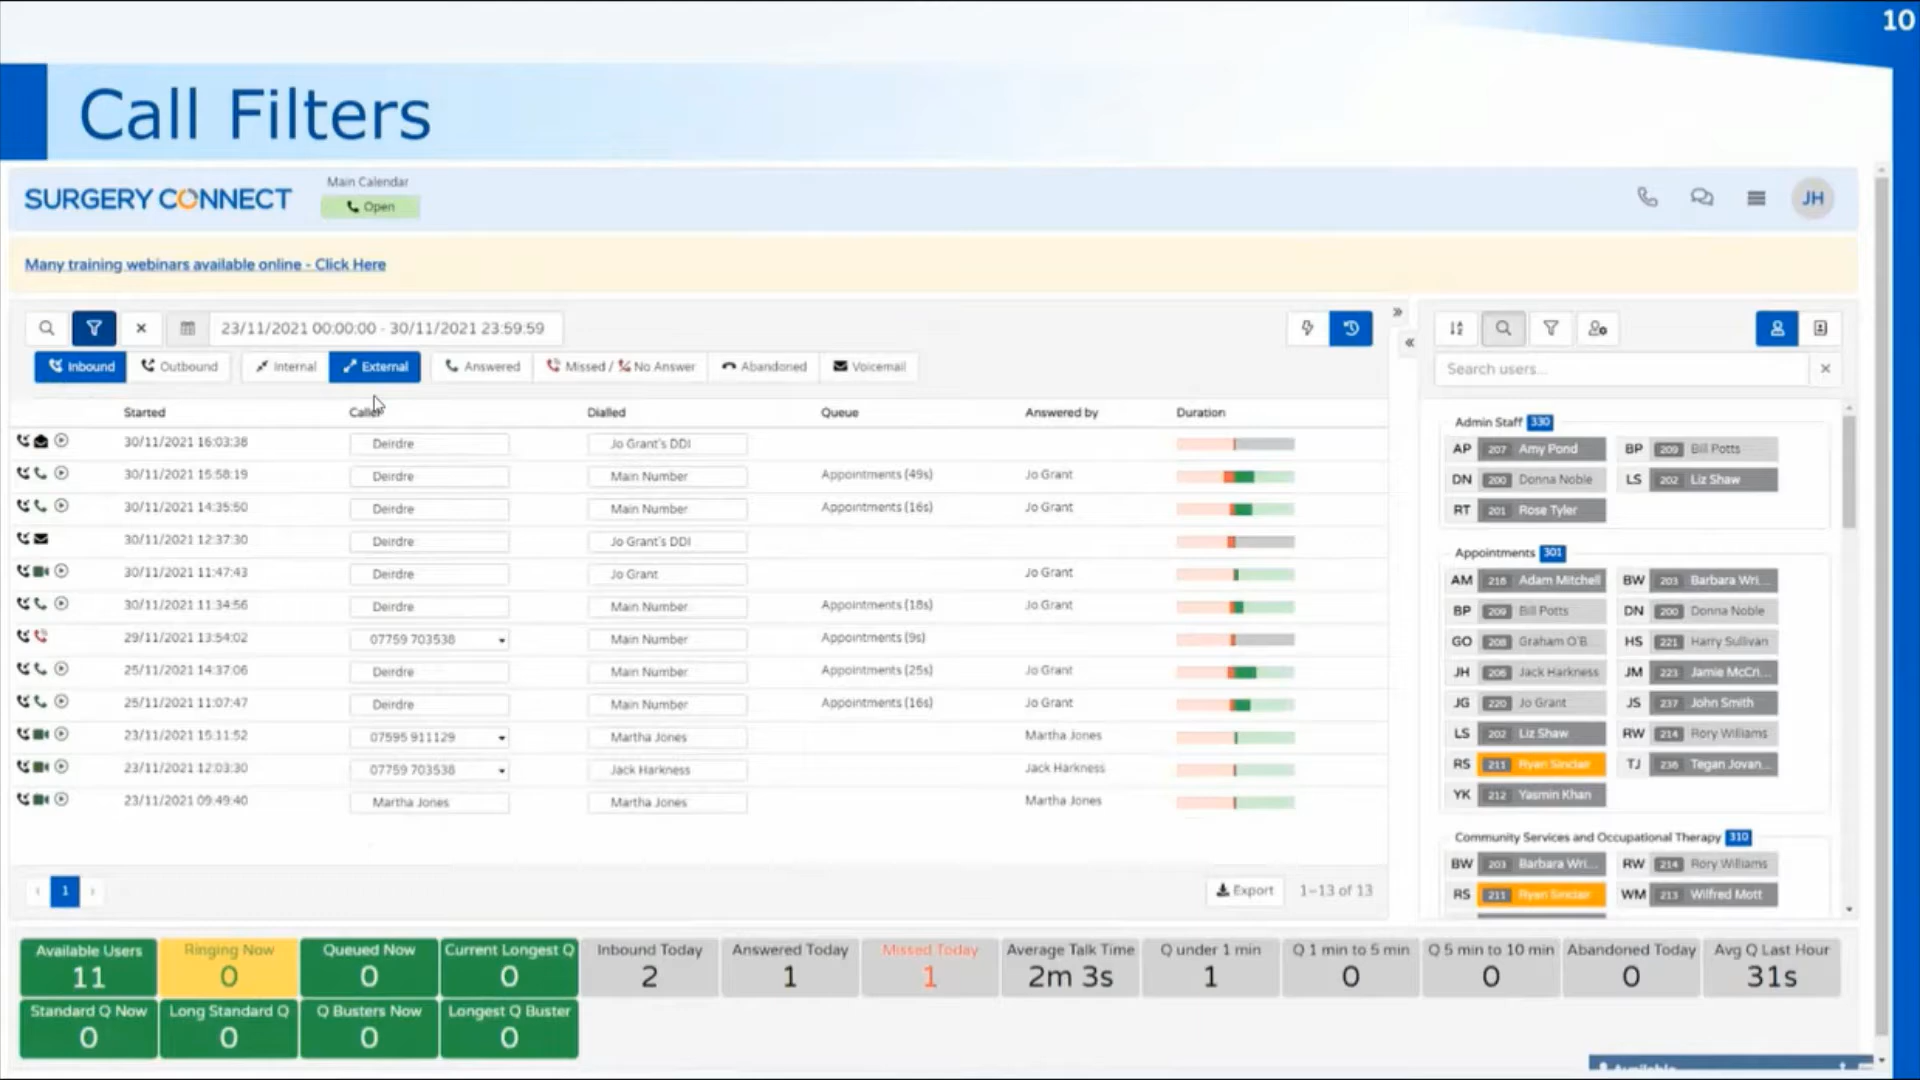 10
Call Filters
SURGERY CONNECT
Main Calendar
Open
JH
Many training webinars available online - Click Here
23/11/2021 00:00:00 - 30/11/2021 23:59:59
Inbound Outbound Internal External Answered Missed / No Answer Abandoned Voicemail
Started Caller Dialled Queue Answered by Duration
30/11/2021 16:03:38 Deirdre Jo Grant's DDI
30/11/2021 15:58:19 Deirdre Main Number Appointments (49s) Jo Grant
30/11/2021 14:35:50 Deirdre Main Number Appointments (16s) Jo Grant
30/11/2021 12:37:30 Deirdre Jo Grant's DDI
30/11/2021 11:47:43 Deirdre Jo Grant Jo Grant
30/11/2021 11:34:56 Deirdre Main Number Appointments (18s) Jo Grant
29/11/2021 13:54:02 07759 703538 Main Number Appointments (9s)
25/11/2021 14:37:06 Deirdre Main Number Appointments (25s) Jo Grant
25/11/2021 11:07:47 Deirdre Main Number Appointments (16s) Jo Grant
23/11/2021 15:11:52 07595 911129 Martha Jones Martha Jones
23/11/2021 12:03:30 07759 703538 Jack Harkness Jack Harkness
23/11/2021 09:49:40 Martha Jones Martha Jones Martha Jones
1
Export 1-13 of 13
Search users...
Admin Staff 330
AP 207 Amy Pond BP 209 Bill Potts
DN 200 Donna Noble LS 202 Liz Shaw
RT 201 Rose Tyler
Appointments 301
AM 216 Adam Mitchell BW 203 Barbara Wri...
BP 209 Bill Potts DN 200 Donna Noble
GO 208 Graham O'B... HS 221 Harry Sullivan
JH 206 Jack Harkness JM 223 Jamie McCri...
JG 220 Jo Grant JS 237 John Smith
LS 202 Liz Shaw RW 214 Rory Williams
RS 211 Ryan Sinclair TJ 236 Tegan Jovan...
YK 212 Yasmin Khan
Community Services and Occupational Therapy 310
BW 203 Barbara Wri... RW 214 Rory Williams
RS 211 Ryan Sinclair WM 213 Wilfred Mott
Available Users Ringing Now Queued Now Current Longest Q Inbound Today Answered Today Missed Today Average Talk Time Q under 1 min Q 1 min to 5 min Q 5 min to 10 min Abandoned Today Avg Q Last Hour
11 0 0 0 2 1 1 2m 3s 1 0 0 0 31s
Standard Q Now Long Standard Q Q Busters Now Longest Q Buster
0 0 0 0
Available